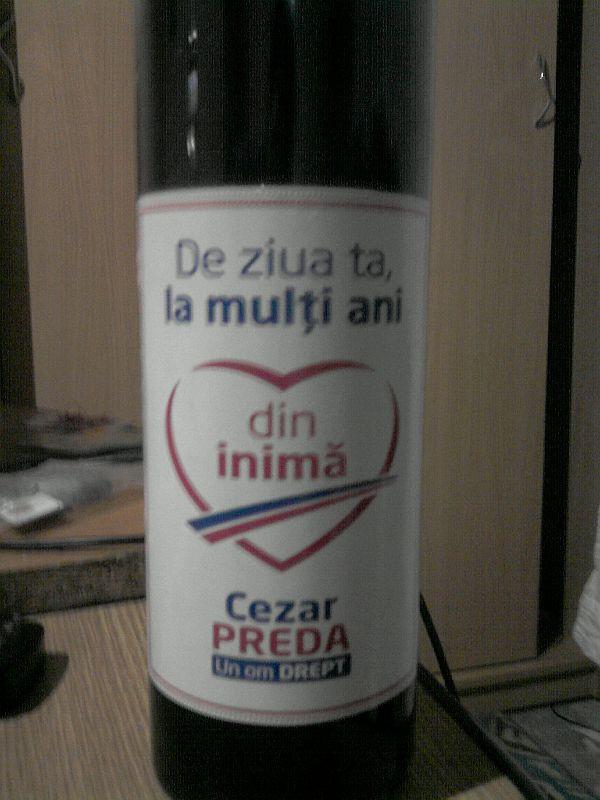 De ziua ta,
la mulți ani
din
inimă
Cezar
PREDA
Un om DREPT